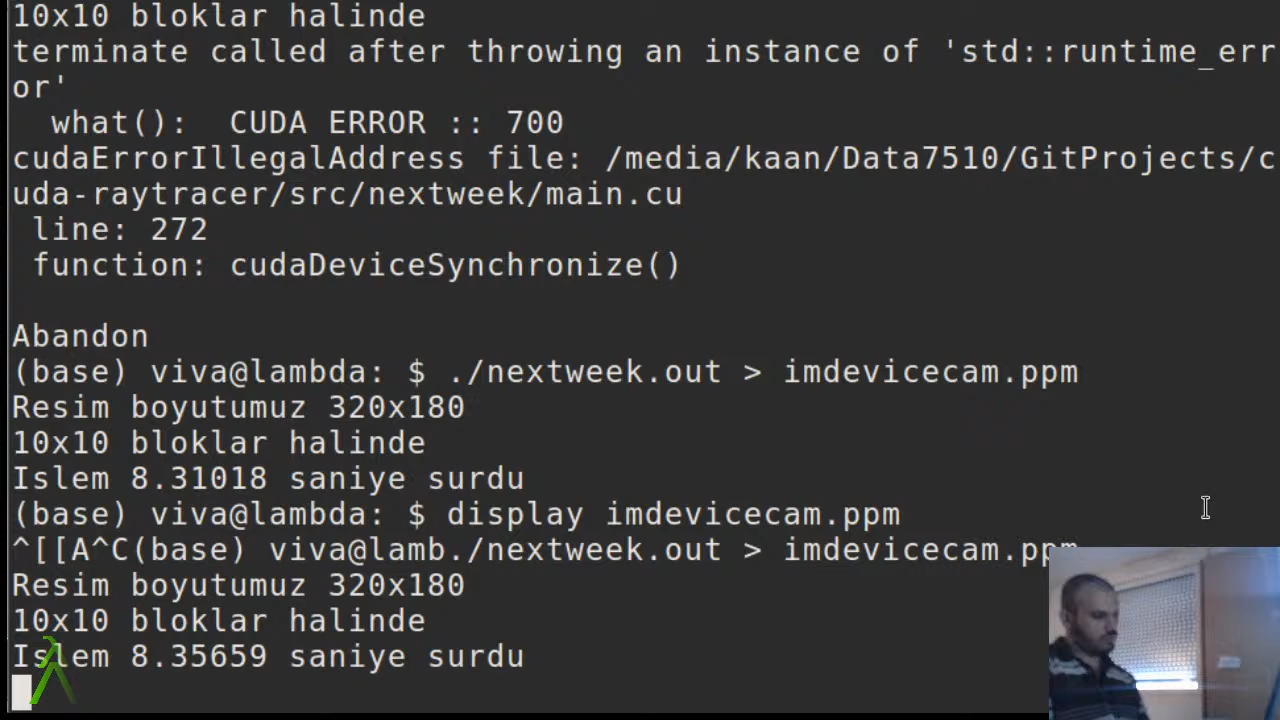 10x10 bloklar halinde
terminate called after throwing an instance of 'std::runtime_err
or'
  what():  CUDA ERROR :: 700
cudaErrorIllegalAddress file: /media/kaan/Data7510/GitProjects/c
uda-raytracer/src/nextweek/main.cu
 line: 272
 function: cudaDeviceSynchronize()

Abandon
(base) viva@lambda: $ ./nextweek.out > imdevicecam.ppm
Resim boyutumuz 320x180
10x10 bloklar halinde
Islem 8.31018 saniye surdu
(base) viva@lambda: $ display imdevicecam.ppm
^[[A^C(base) viva@lamb./nextweek.out > imdevicecam.ppm
Resim boyutumuz 320x180
10x10 bloklar halinde
Islem 8.35659 saniye surdu
λ